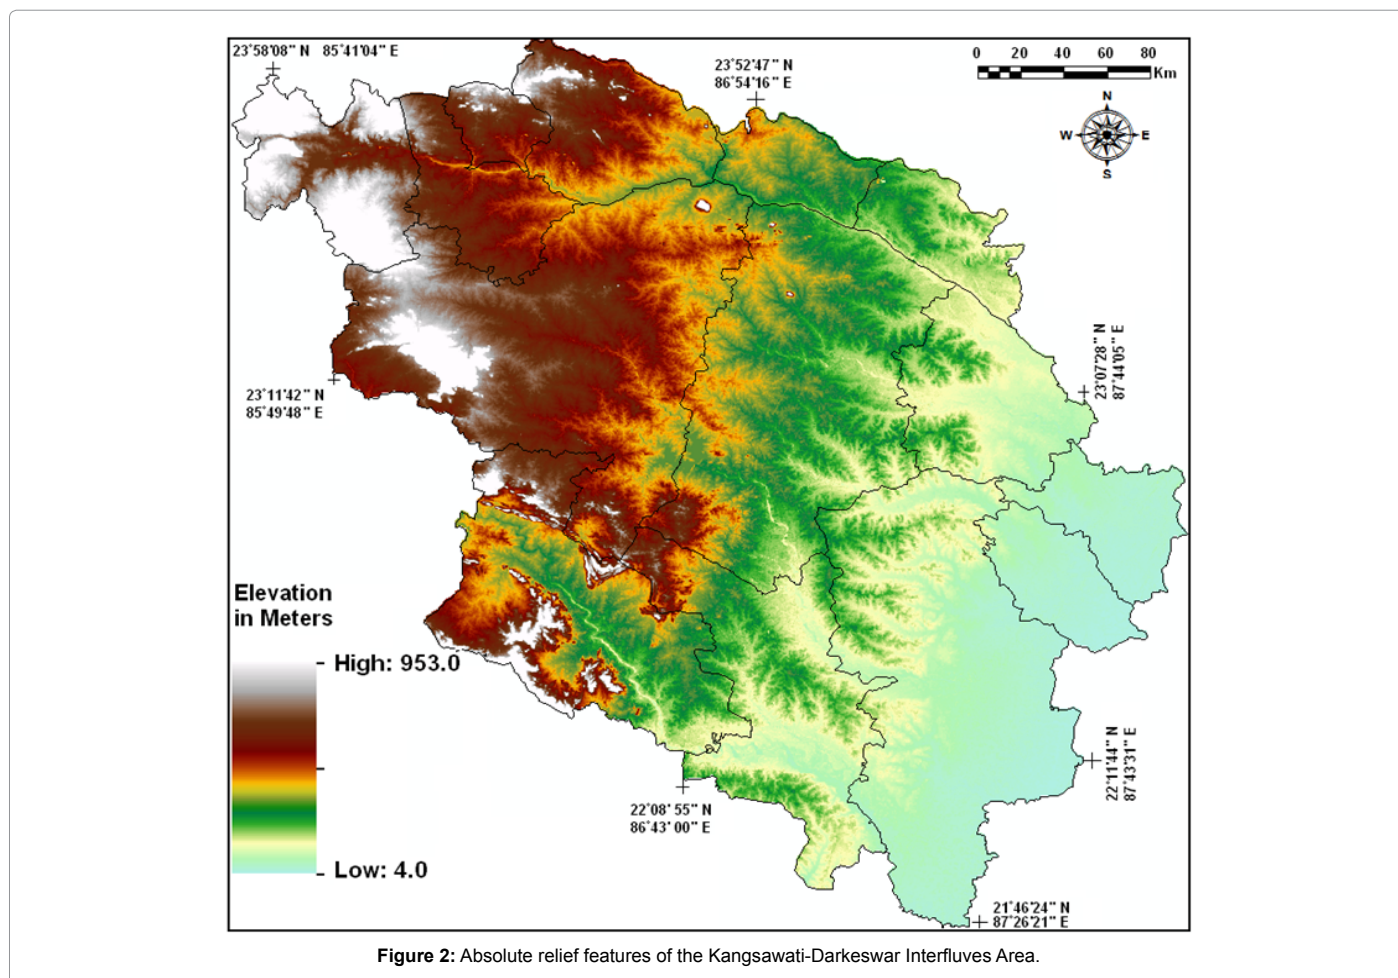 23°58'08" N 85°41'04" E
23°52'47" N
86°54'16" E
0 20 40 60 80
Km
N
W E
S
23°07'28" N
87°44'05" E
23°11'42" N
85°49'48" E
Elevation
in Meters
High: 953.0
Low: 4.0
22°11'44" N
87°43'31" E
22°08'55" N
86°43'00" E
21°46'24" N
87°26'21" E
Figure 2: Absolute relief features of the Kangsawati-Darkeswar Interfluves Area.